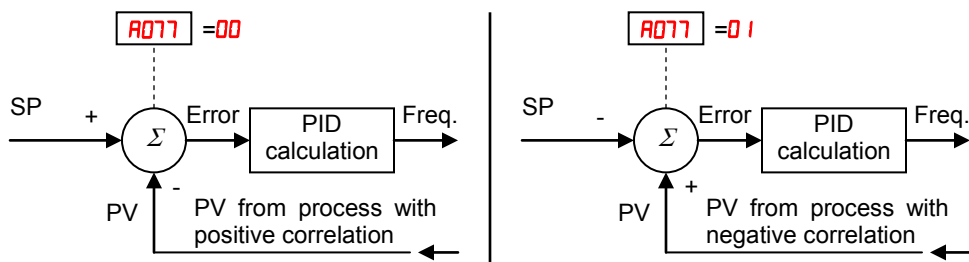 A077 =00
SP
+
Σ
Error
PID
calculation
Freq.
-
PV
PV from process with
positive correlation
A077 =01
SP
-
Σ
Error
PID
calculation
Freq.
+
PV
PV from process with
negative correlation